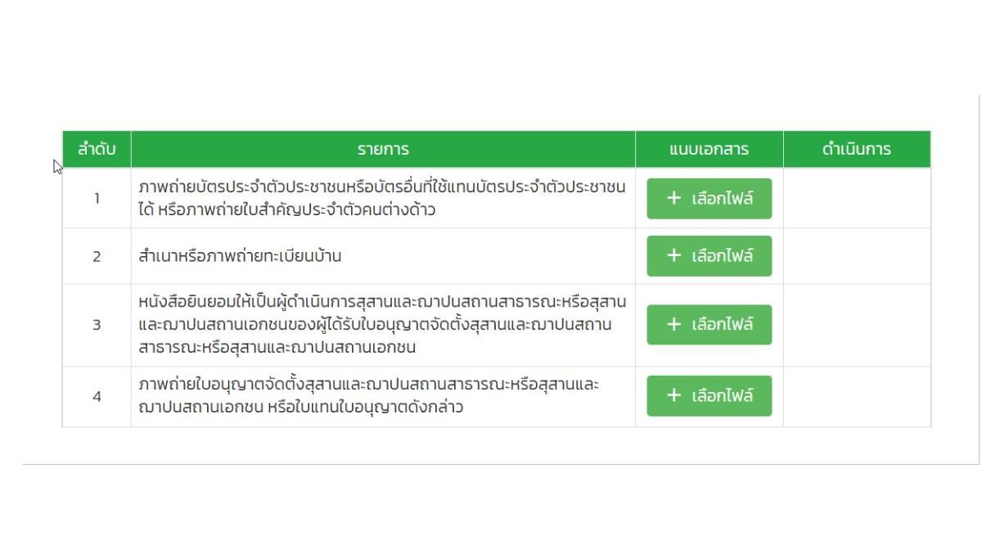 ลำดับ รายการ แนบเอกสาร ดำเนินการ
1 ภาพถ่ายบัตรประจำตัวประชาชนหรือบัตรอื่นที่ใช้แทนบัตรประจำตัวประชาชน + เลือกไฟล์
ได้ หรือภาพถ่ายใบสำคัญประจำตัวคนต่างด้าว
2 สำเนาหรือภาพถ่ายทะเบียนบ้าน + เลือกไฟล์
หนังสือยินยอมให้เป็นผู้ดำเนินการสุสานและฌาปนสถานสาธารณะหรือสุสาน
3 และฌาปนสถานเอกชนของผู้ได้รับใบอนุญาตจัดตั้งสุสานและฌาปนสถาน + เลือกไฟล์
สาธารณะหรือสุสานและฌาปนสถานเอกชน
4 ภาพถ่ายใบอนุญาตจัดตั้งสุสานและฌาปนสถานสาธารณะหรือสุสานและ + เลือกไฟล์
ฌาปนสถานเอกชน หรือใบแทนใบอนุญาตดังกล่าว